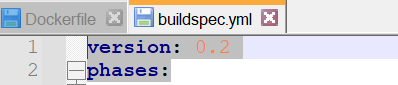 Dockerfile buildspec.yml
1 version: 0.2
2 phases: